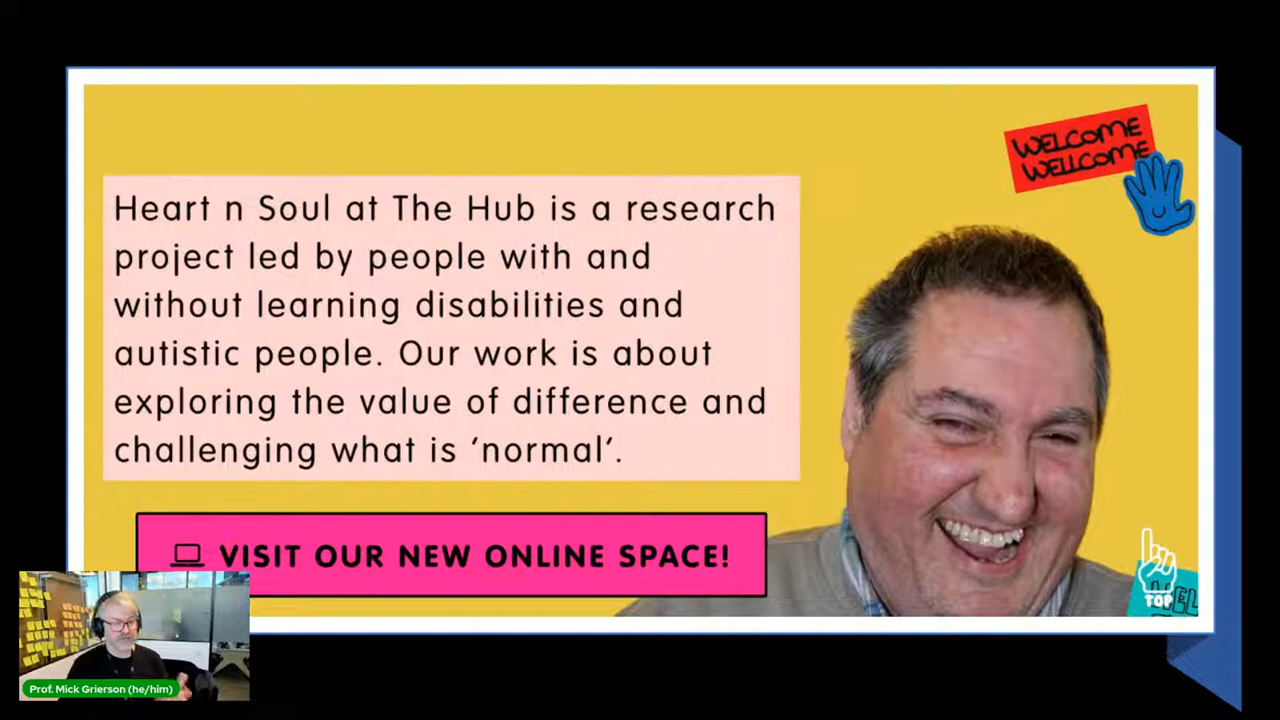 WELCOME
WELLCOME
Heart n Soul at The Hub is a research
project led by people with and
without learning disabilities and
autistic people. Our work is about
exploring the value of difference and
challenging what is ‘normal’.
VISIT OUR NEW ONLINE SPACE!
TOP
Prof. Mick Grierson (he/him)